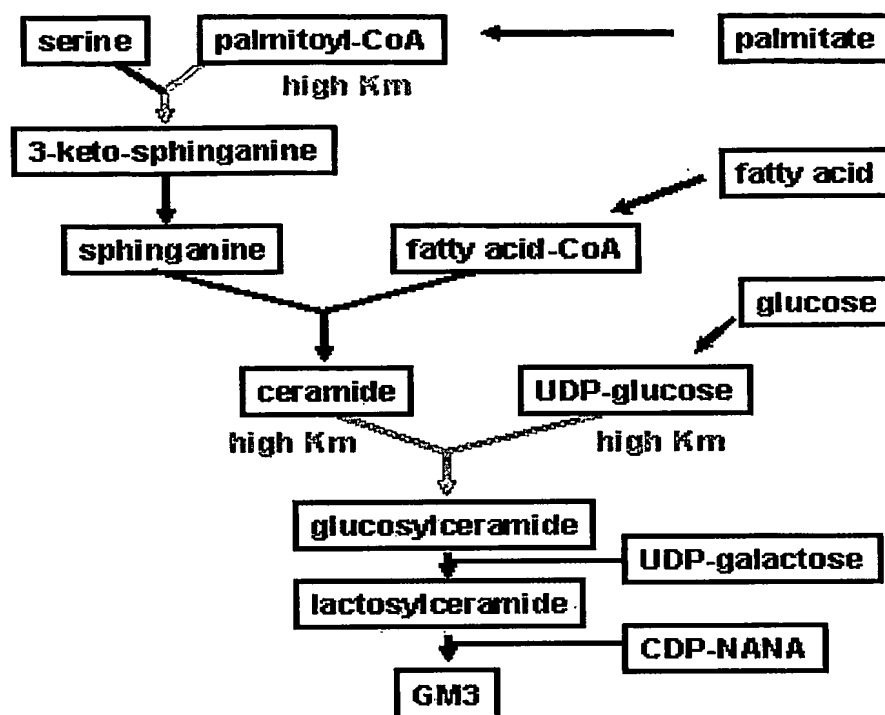 serine
palmitoyl-CoA
palmitate
high Km
3-keto-sphinganine
fatty acid
sphinganine
fatty acid-CoA
glucose
ceramide
UDP-glucose
high Km
high Km
glucosylceramide
UDP-galactose
lactosylceramide
CDP-NANA
GM3